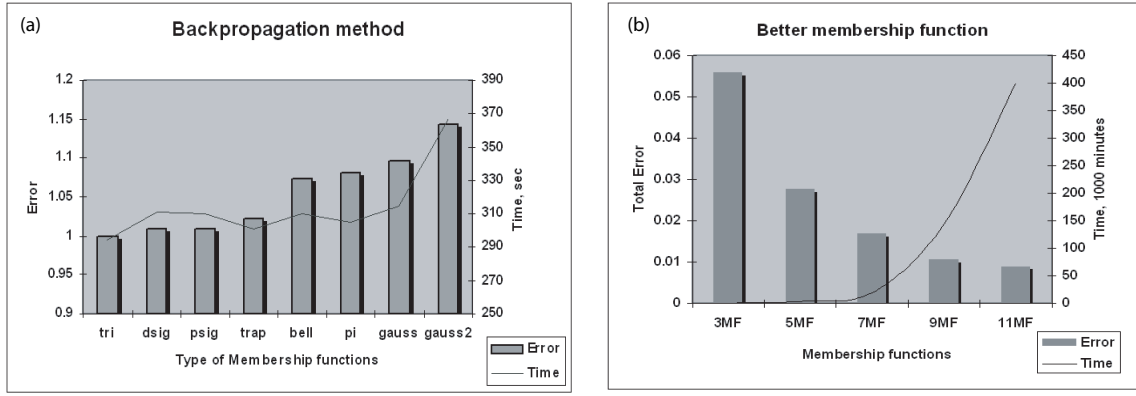 (a)
Backpropagation method
1.2
1.15
1.1
1.05
1
0.95
0.9
Error
390
370
350
330
310
290
270
250
Time, sec
tri dsig psig trap bell pi gauss gauss2
Type of Membership functions
Error
Time
(b)
Better membership function
0.06
0.05
0.04
0.03
0.02
0.01
0
Total Error
450
400
350
300
250
200
150
100
50
0
Time, 1000 minutes
3MF 5MF 7MF 9MF 11MF
Membership functions
Error
Time